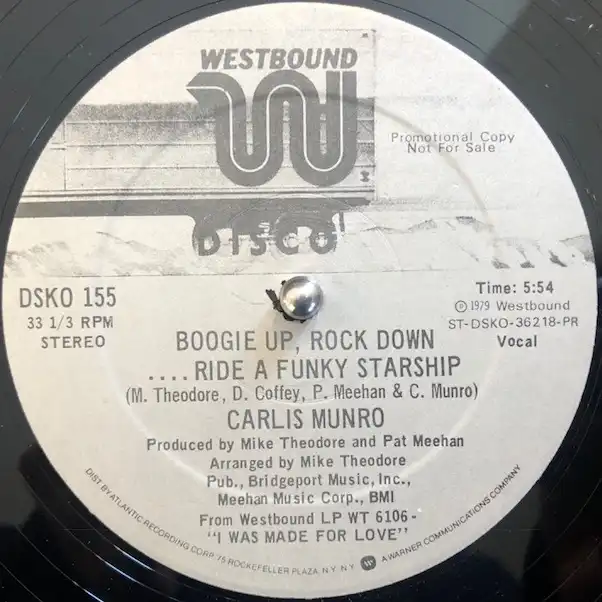 WESTBOUND
W
DISCO
Promotional Copy
Not For Sale
DSKO 155
33 1/3 RPM
STEREO
Time: 5:54
℗ 1979 Westbound
ST-DSKO-36218-PR
Vocal
BOOGIE UP, ROCK DOWN
....RIDE A FUNKY STARSHIP
(M. Theodore, D. Coffey, P. Meehan & C. Munro)
CARLIS MUNRO
Produced by Mike Theodore and Pat Meehan
Arranged by Mike Theodore
Pub., Bridgeport Music, Inc.,
Meehan Music Corp., BMI
From Westbound LP WT 6106-
"I WAS MADE FOR LOVE"
DIST. BY ATLANTIC RECORDING CORP. 75 ROCKEFELLER PLAZA. N.Y. N.Y. W A WARNER COMMUNICATIONS COMPANY